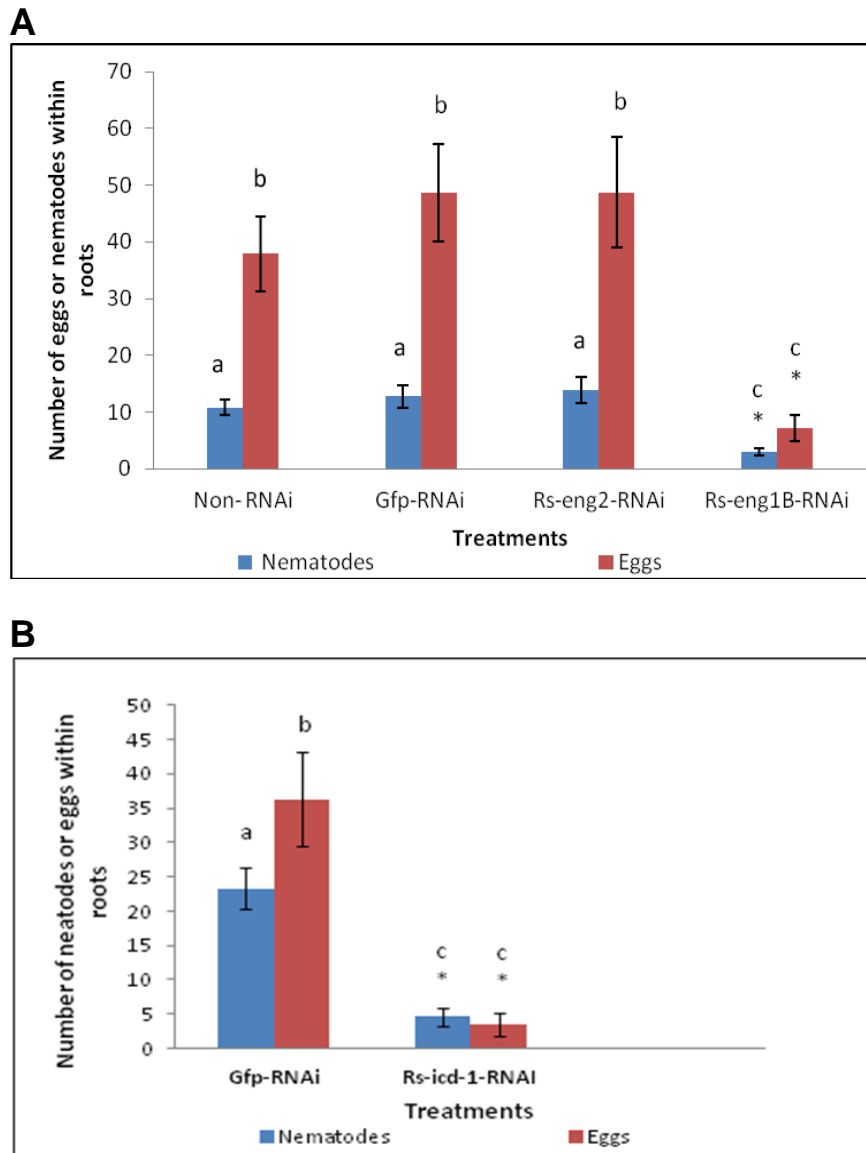 A
Number of eggs or nematodes within
roots
70
60
50
40
30
20
10
0
a
b
a
b
a
b
c
*
c
*
Non-RNAi
Gfp-RNAi
Rs-eng2-RNAi
Rs-eng1B-RNAi
Treatments
Nematodes
Eggs
B
Number of neatodes or eggs within
roots
50
45
40
35
30
25
20
15
10
5
0
a
b
c
*
c
*
Gfp-RNAi
Rs-icd-1-RNAI
Treatments
Nematodes
Eggs